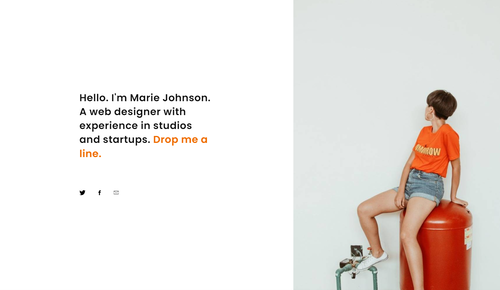 Hello. I'm Marie Johnson.
A web designer with
experience in studios
and startups. Drop me a
line.